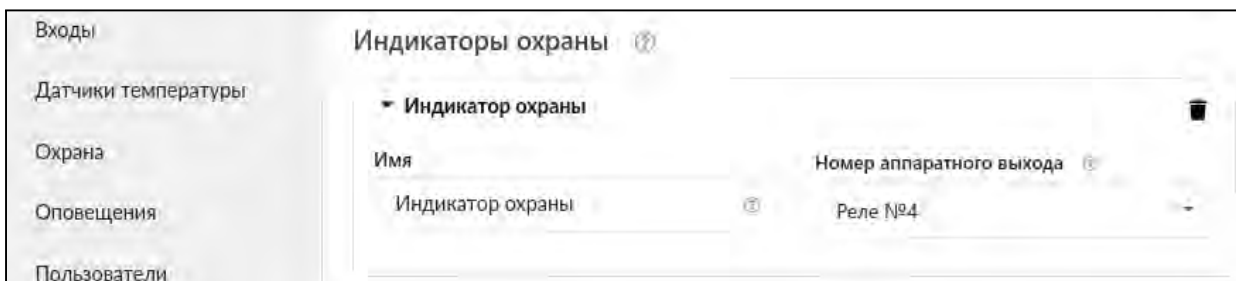 Входы
Датчики температуры
Охрана
Оповещения
Пользователи
Индикаторы охраны
Индикатор охраны
Имя
Номер аппаратного выхода
Индикатор охраны
Реле №4